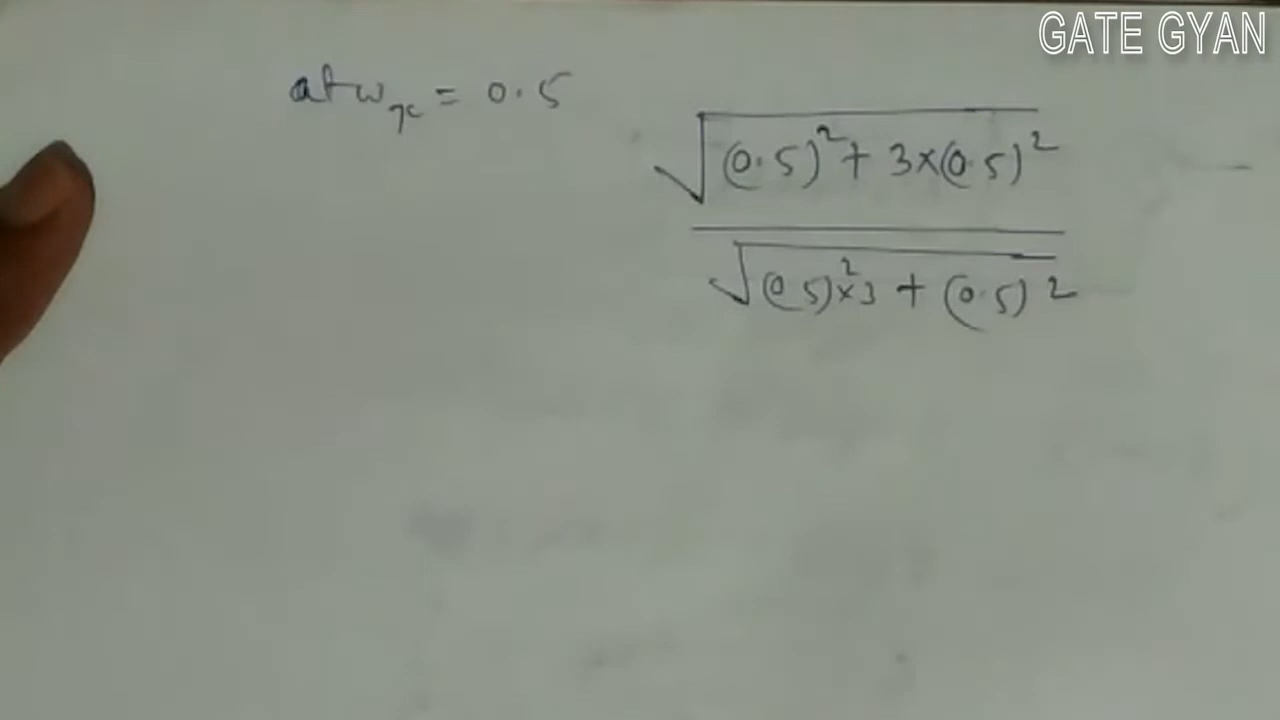 GATE GYAN
at ω_gc = 0.5
√((0.5)² + 3×(0.5)²)
√((0.5)²×3 + (0.5)²)